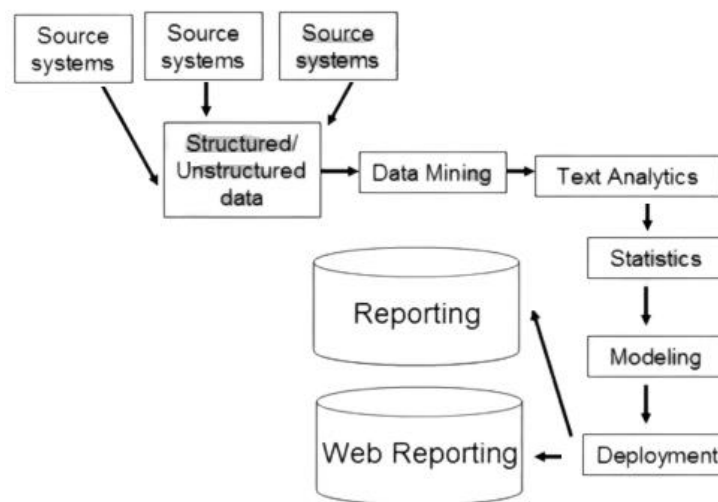 Source
systems
Source
systems
Source
systems
Structured/
Unstructured
data
Data Mining
Text Analytics
Statistics
Modeling
Deployment
Reporting
Web Reporting